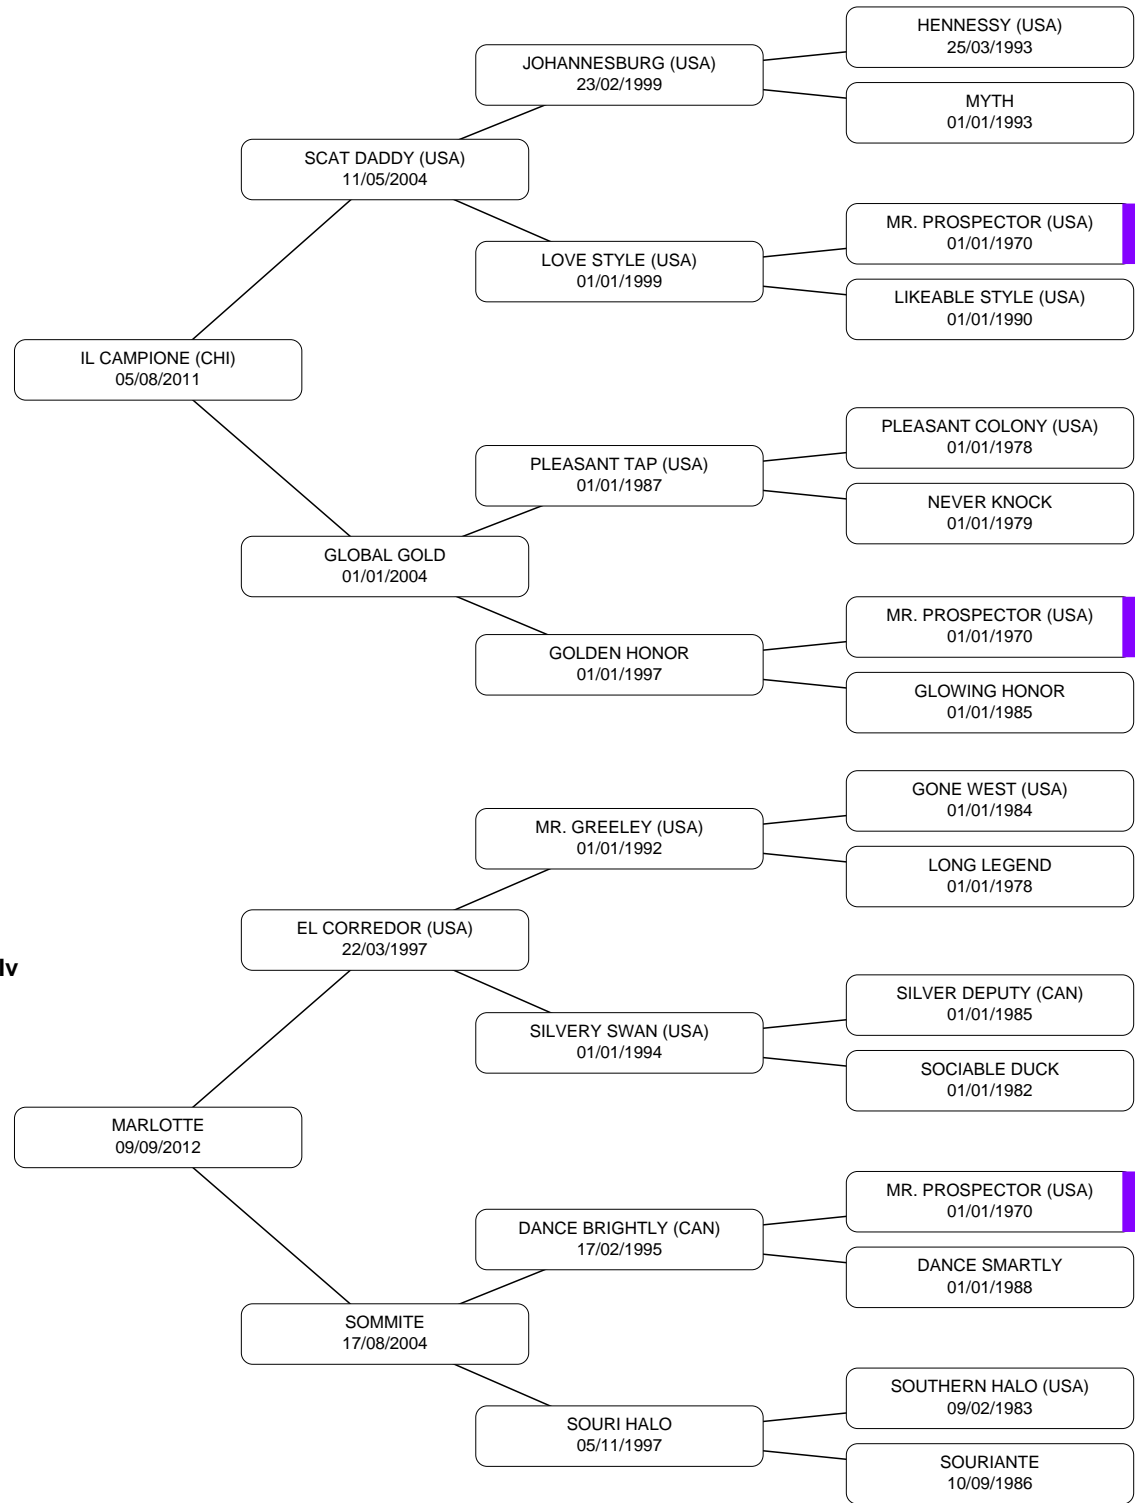 HENNESSY (USA)
25/03/1993
JOHANNESBURG (USA)
23/02/1999
MYTH
01/01/1993
SCAT DADDY (USA)
11/05/2004
MR. PROSPECTOR (USA)
01/01/1970
LOVE STYLE (USA)
01/01/1999
LIKEABLE STYLE (USA)
01/01/1990
IL CAMPIONE (CHI)
05/08/2011
PLEASANT COLONY (USA)
01/01/1978
PLEASANT TAP (USA)
01/01/1987
NEVER KNOCK
01/01/1979
GLOBAL GOLD
01/01/2004
MR. PROSPECTOR (USA)
01/01/1970
GOLDEN HONOR
01/01/1997
GLOWING HONOR
01/01/1985
GONE WEST (USA)
01/01/1984
MR. GREELEY (USA)
01/01/1992
LONG LEGEND
01/01/1978
EL CORREDOR (USA)
22/03/1997
SILVER DEPUTY (CAN)
01/01/1985
SILVERY SWAN (USA)
01/01/1994
SOCIABLE DUCK
01/01/1982
MARLOTTE
09/09/2012
MR. PROSPECTOR (USA)
01/01/1970
DANCE BRIGHTLY (CAN)
17/02/1995
DANCE SMARTLY
01/01/1988
SOMMITE
17/08/2004
SOUTHERN HALO (USA)
09/02/1983
SOURI HALO
05/11/1997
SOURIANTE
10/09/1986